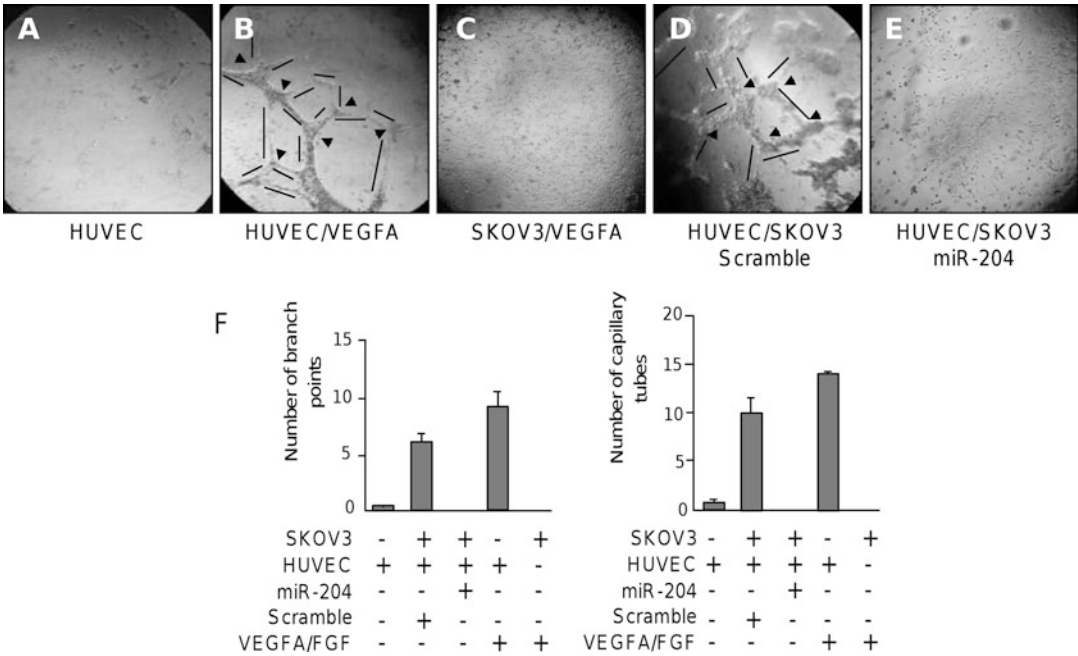 A B C D E
HUVEC HUVEC/VEGFA SKOV3/VEGFA HUVEC/SKOV3 HUVEC/SKOV3
Scramble miR-204
F
Number of branch
points
15
10
5
0
SKOV3 - + + - +
HUVEC + + + + -
miR-204 - - + - -
Scramble - + - - -
VEGFA/FGF - - - + +
Number of capillary
tubes
20
15
10
5
0
SKOV3 - + + - +
HUVEC + + + + -
miR-204 - - + - -
Scramble - + - - -
VEGFA/FGF - - - + +